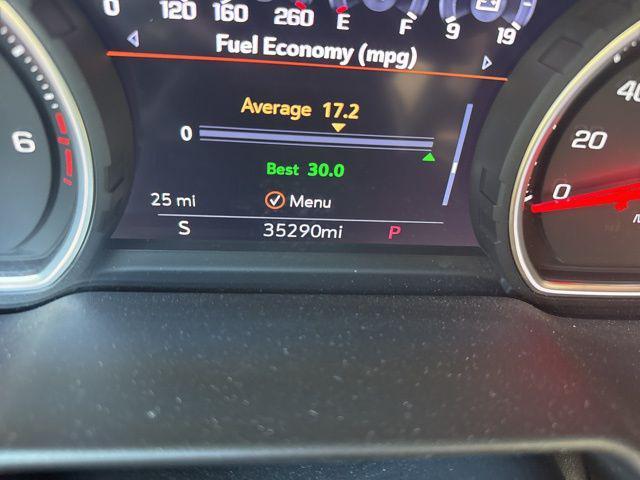 0 120 160 260 E F 9 19
Fuel Economy (mpg)
Average 17.2
0
Best 30.0
25 mi Menu
S 35290mi P
6
40
20
0